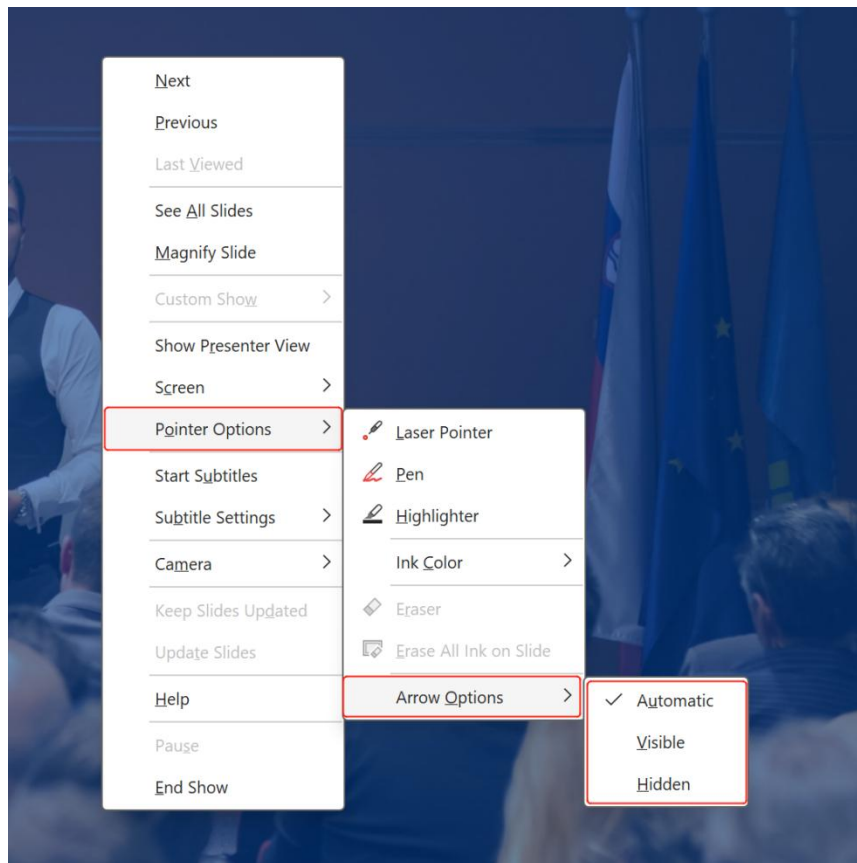 Next
Previous
Last Viewed
See All Slides
Magnify Slide
Custom Show
Show Presenter View
Screen
Pointer Options
Start Subtitles
Subtitle Settings
Camera
Keep Slides Updated
Update Slides
Help
Pause
End Show
Laser Pointer
Pen
Highlighter
Ink Color
Eraser
Erase All Ink on Slide
Arrow Options
Automatic
Visible
Hidden